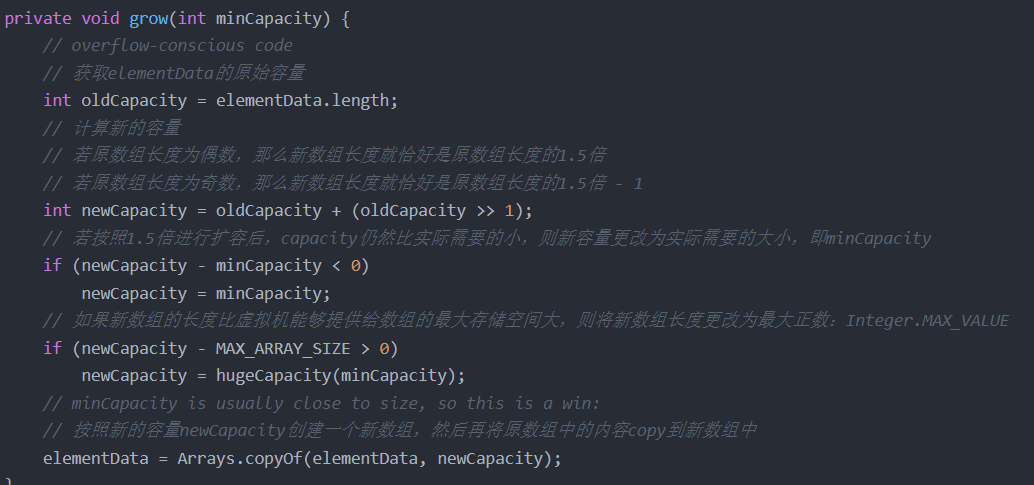 private void grow(int minCapacity) {
// overflow-conscious code
// 获取elementData的原始容量
int oldCapacity = elementData.length;
// 计算新的容量
// 若原数组长度为偶数，那么新数组长度就恰好是原数组长度的1.5倍
// 若原数组长度为奇数，那么新数组长度就恰好是原数组长度的1.5倍 - 1
int newCapacity = oldCapacity + (oldCapacity >> 1);
// 若按照1.5倍进行扩容后，capacity仍然比实际需要的小，则新容量更改为实际需要的大小，即minCapacity
if (newCapacity - minCapacity < 0)
newCapacity = minCapacity;
// 如果新数组的长度比虚拟机能够提供给数组的最大存储空间大，则将新数组长度更改为最大正数：Integer.MAX_VALUE
if (newCapacity - MAX_ARRAY_SIZE > 0)
newCapacity = hugeCapacity(minCapacity);
// minCapacity is usually close to size, so this is a win:
// 按照新的容量newCapacity创建一个新数组，然后再将原数组中的内容copy到新数组中
elementData = Arrays.copyOf(elementData, newCapacity);
}